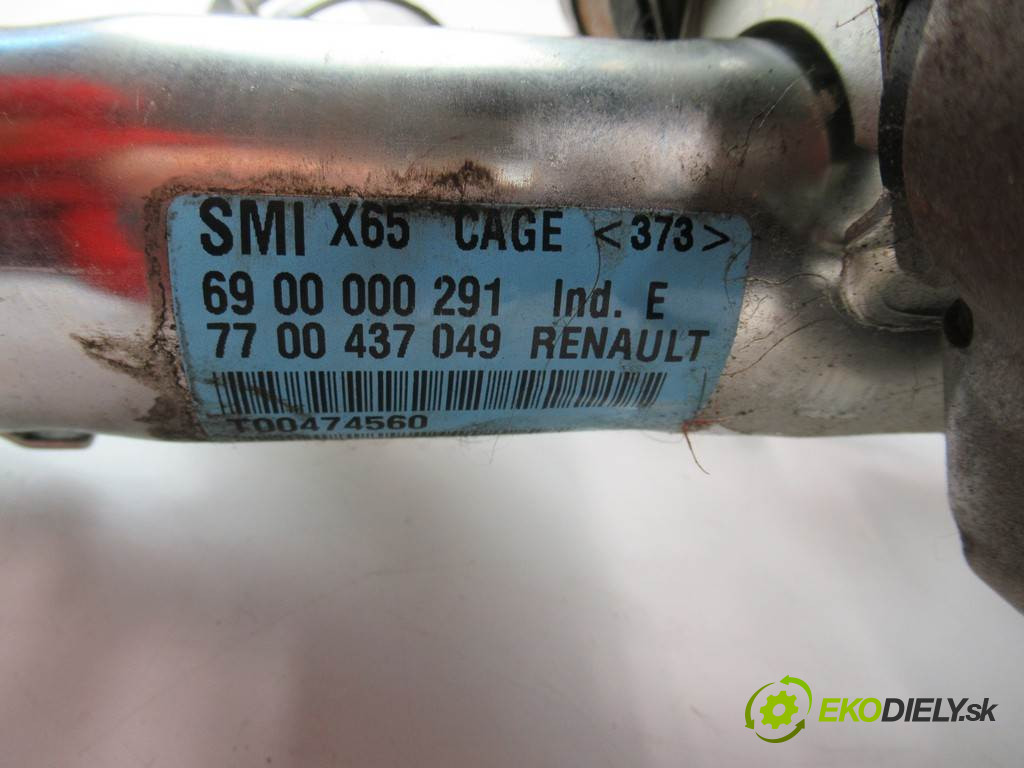 SMI X65 CAGE <373>
69 00 000 291 Ind. E
77 00 437 049 RENAULT
T00474560
EKODIELY.sk